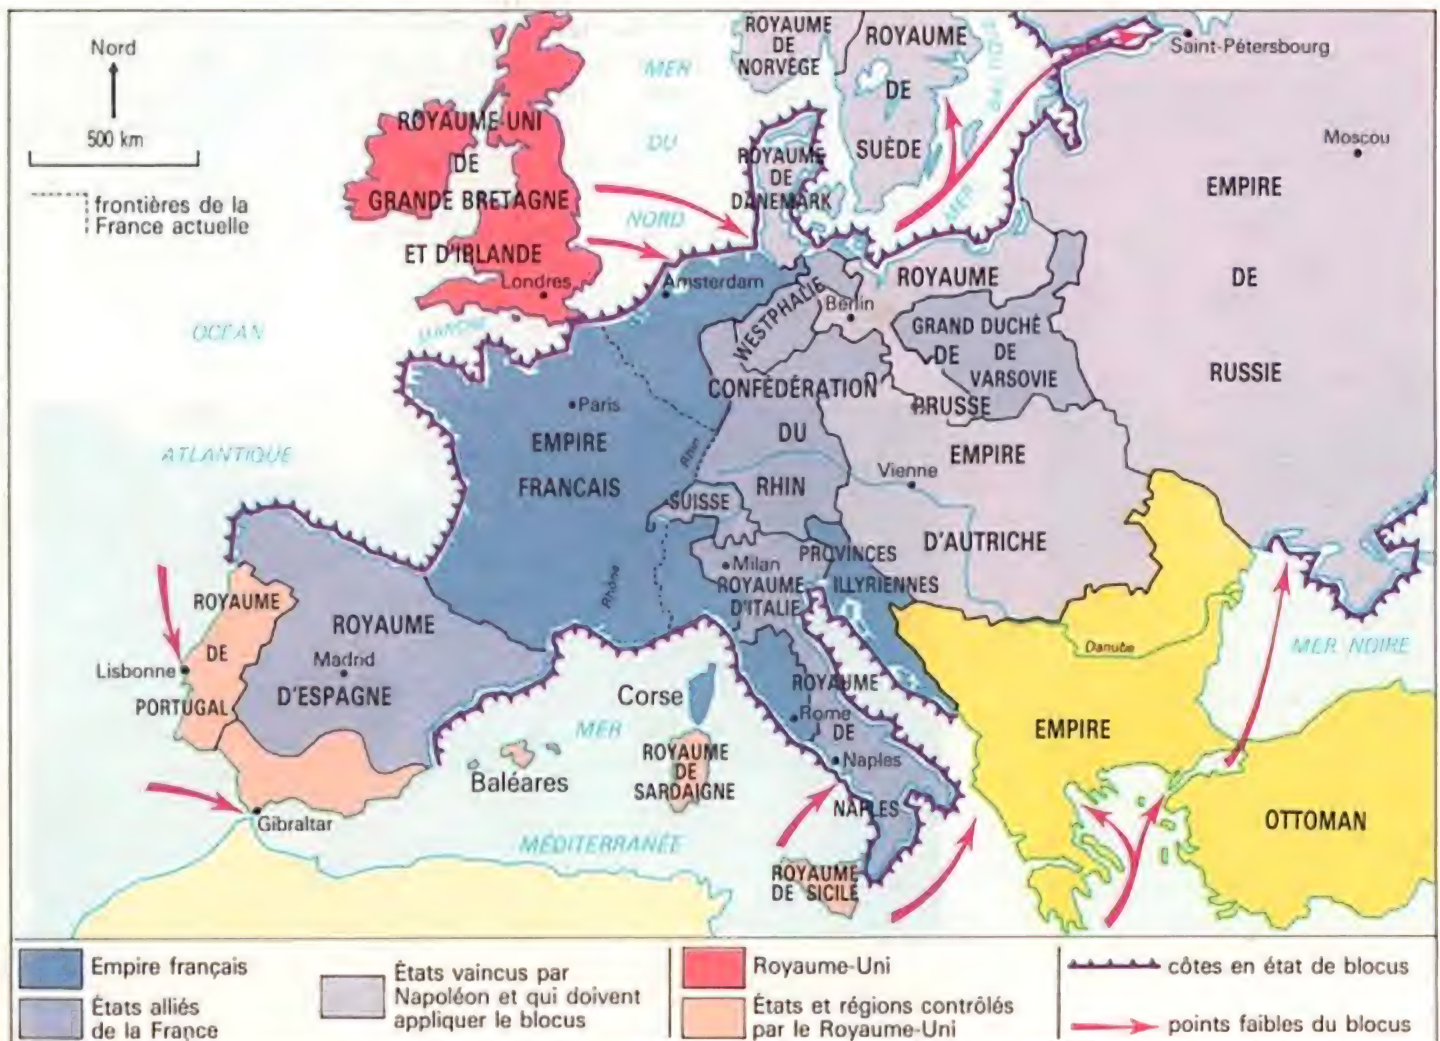 Nord
500 km
frontières de la
France actuelle
ROYAUME-UNI
DE
GRANDE BRETAGNE
ET D'IRLANDE
Londres
MER
DU
NORD
ROYAUME
DE
NORVÈGE
ROYAUME
DE
SUÈDE
ROYAUME
DE
DANEMARK
MER
BALTIQUE
Saint-Pétersbourg
Moscou
EMPIRE
DE
RUSSIE
OCÉAN
ATLANTIQUE
MANCHE
Amsterdam
WESTPHALIE
Berlin
ROYAUME
DE
PRUSSE
GRAND DUCHÉ
DE
VARSOVIE
CONFÉDÉRATION
DU
RHIN
Paris
EMPIRE
FRANCAIS
Rhin
Rhône
SUISSE
Vienne
EMPIRE
D'AUTRICHE
Milan
ROYAUME
D'ITALIE
PROVINCES
ILLYRIENNES
ROYAUME
DE
PORTUGAL
Lisbonne
ROYAUME
Madrid
D'ESPAGNE
Gibraltar
Baléares
Corse
MER
MÉDITERRANÉE
ROYAUME
DE
SARDAIGNE
Rome
ROYAUME
DE
NAPLES
Naples
ROYAUME
DE SICILE
Danube
MER NOIRE
EMPIRE
OTTOMAN
Empire français
États alliés
de la France
États vaincus par
Napoléon et qui doivent
appliquer le blocus
Royaume-Uni
États et régions contrôlés
par le Royaume-Uni
côtes en état de blocus
points faibles du blocus